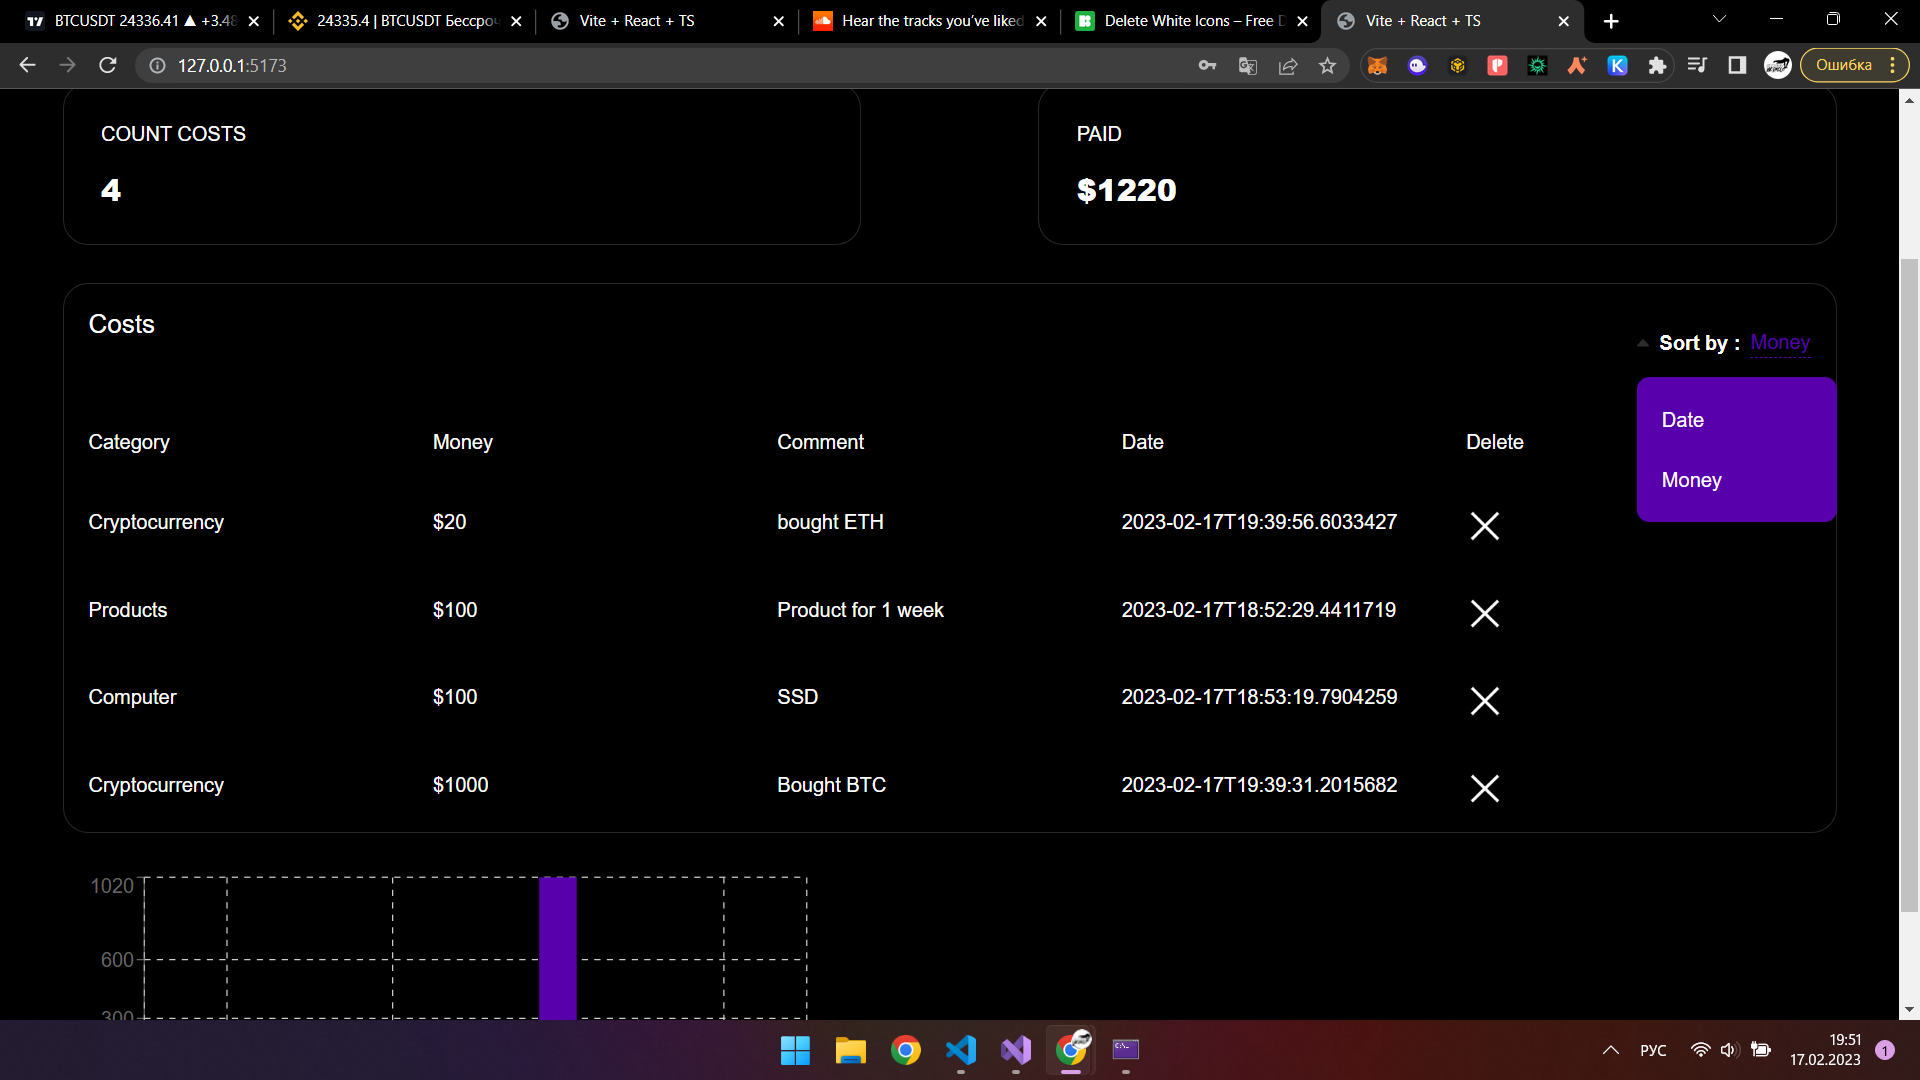 BTCUSDT 24336.41 ▲ +3.48
24335.4 | BTCUSDT Бессроч
Vite + React + TS
Hear the tracks you've liked
Delete White Icons – Free D
Vite + React + TS
127.0.0.1:5173
Ошибка
COUNT COSTS
4
PAID
$1220
Costs
Sort by : Money
Date
Money
Category Money Comment Date Delete
Cryptocurrency $20 bought ETH 2023-02-17T19:39:56.6033427
Products $100 Product for 1 week 2023-02-17T18:52:29.4411719
Computer $100 SSD 2023-02-17T18:53:19.7904259
Cryptocurrency $1000 Bought BTC 2023-02-17T19:39:31.2015682
1020
600
300
РУС
19:51
17.02.2023
1